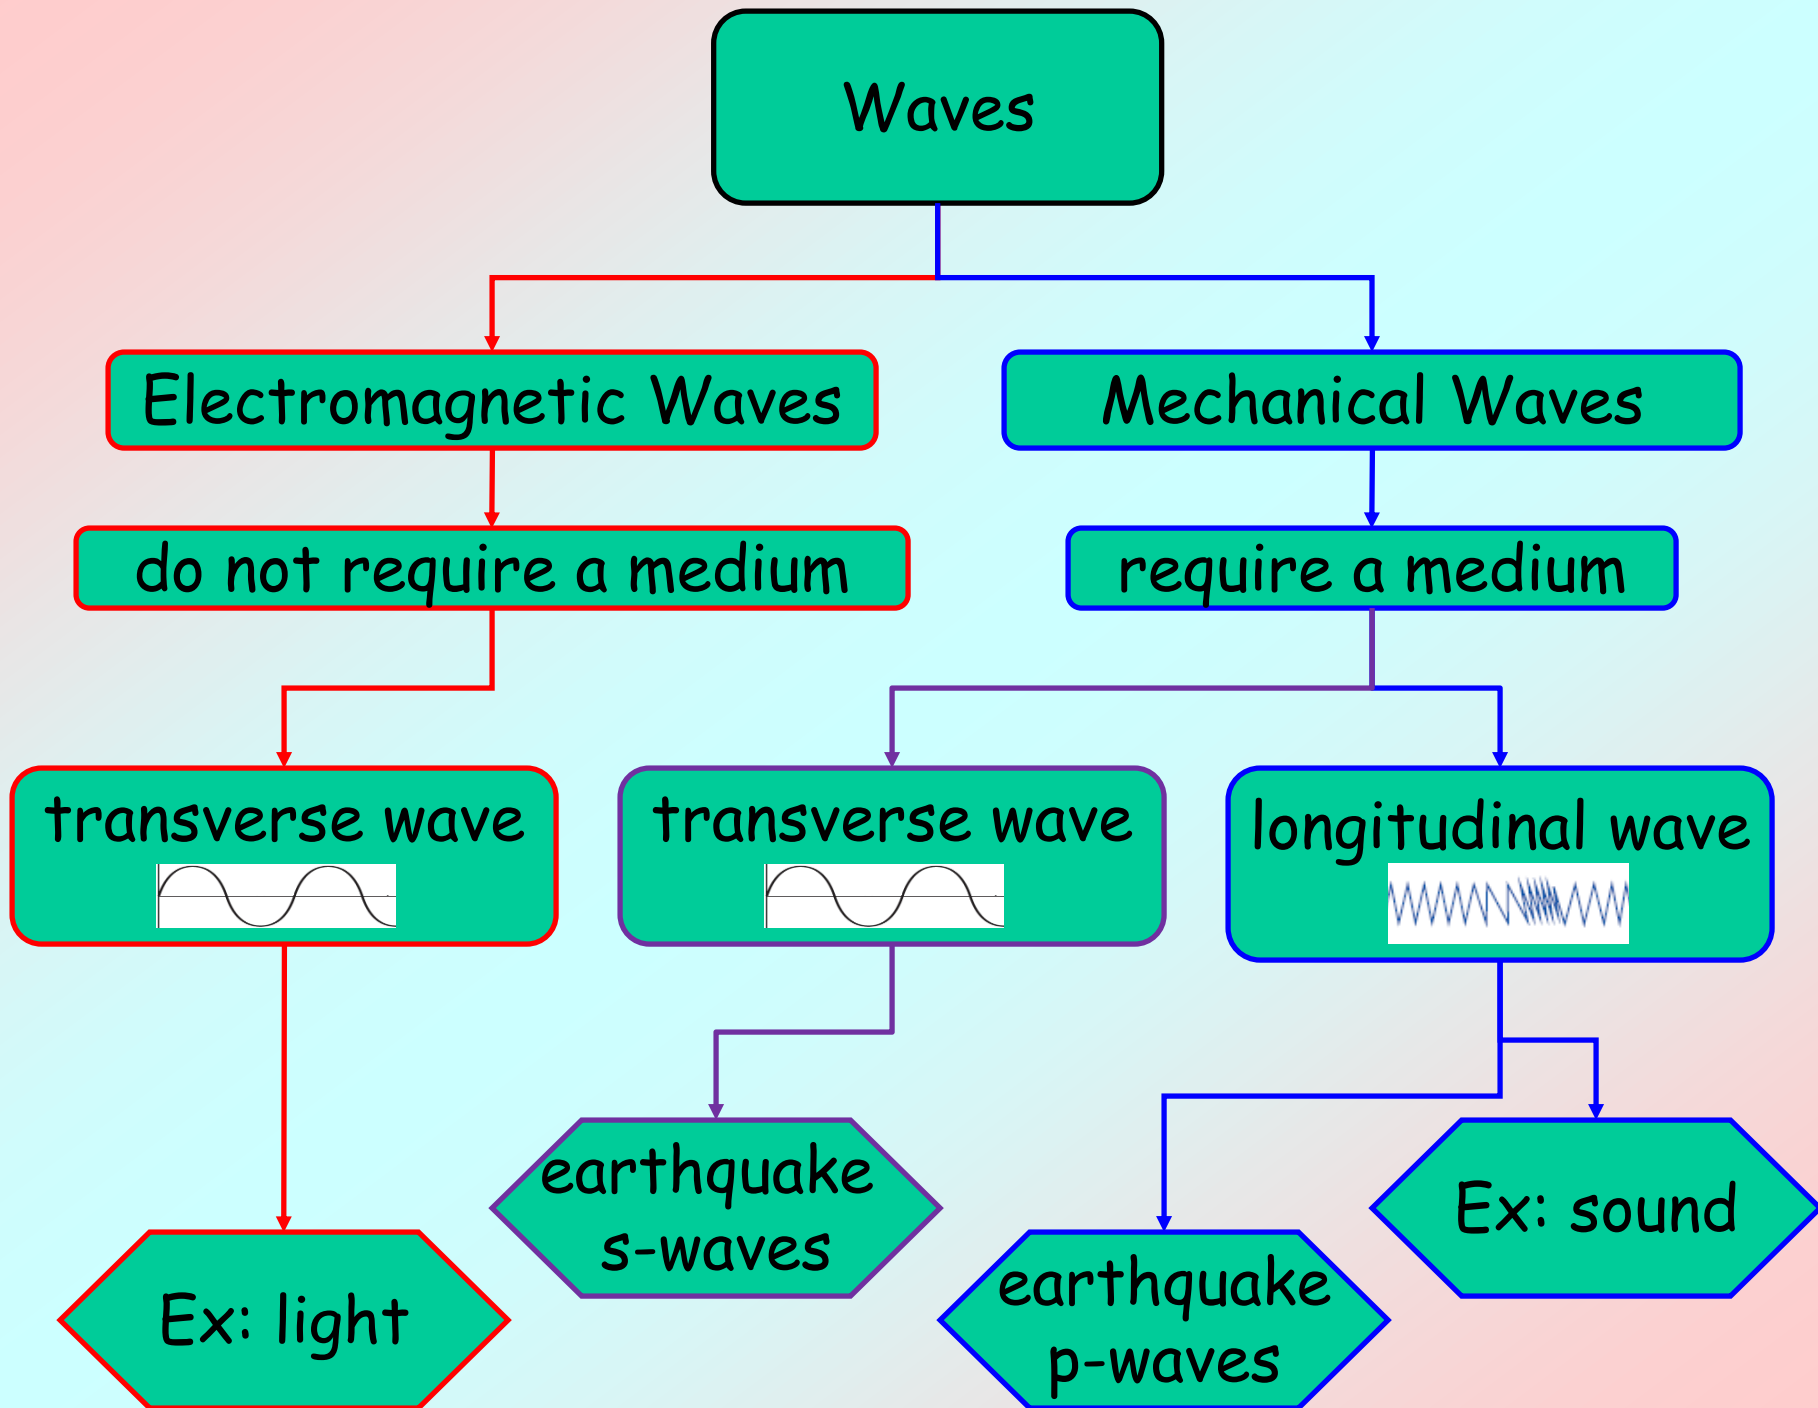 Waves
Electromagnetic Waves
Mechanical Waves
do not require a medium
require a medium
transverse wave
transverse wave
longitudinal wave
earthquake
s-waves
Ex: sound
Ex: light
earthquake
p-waves